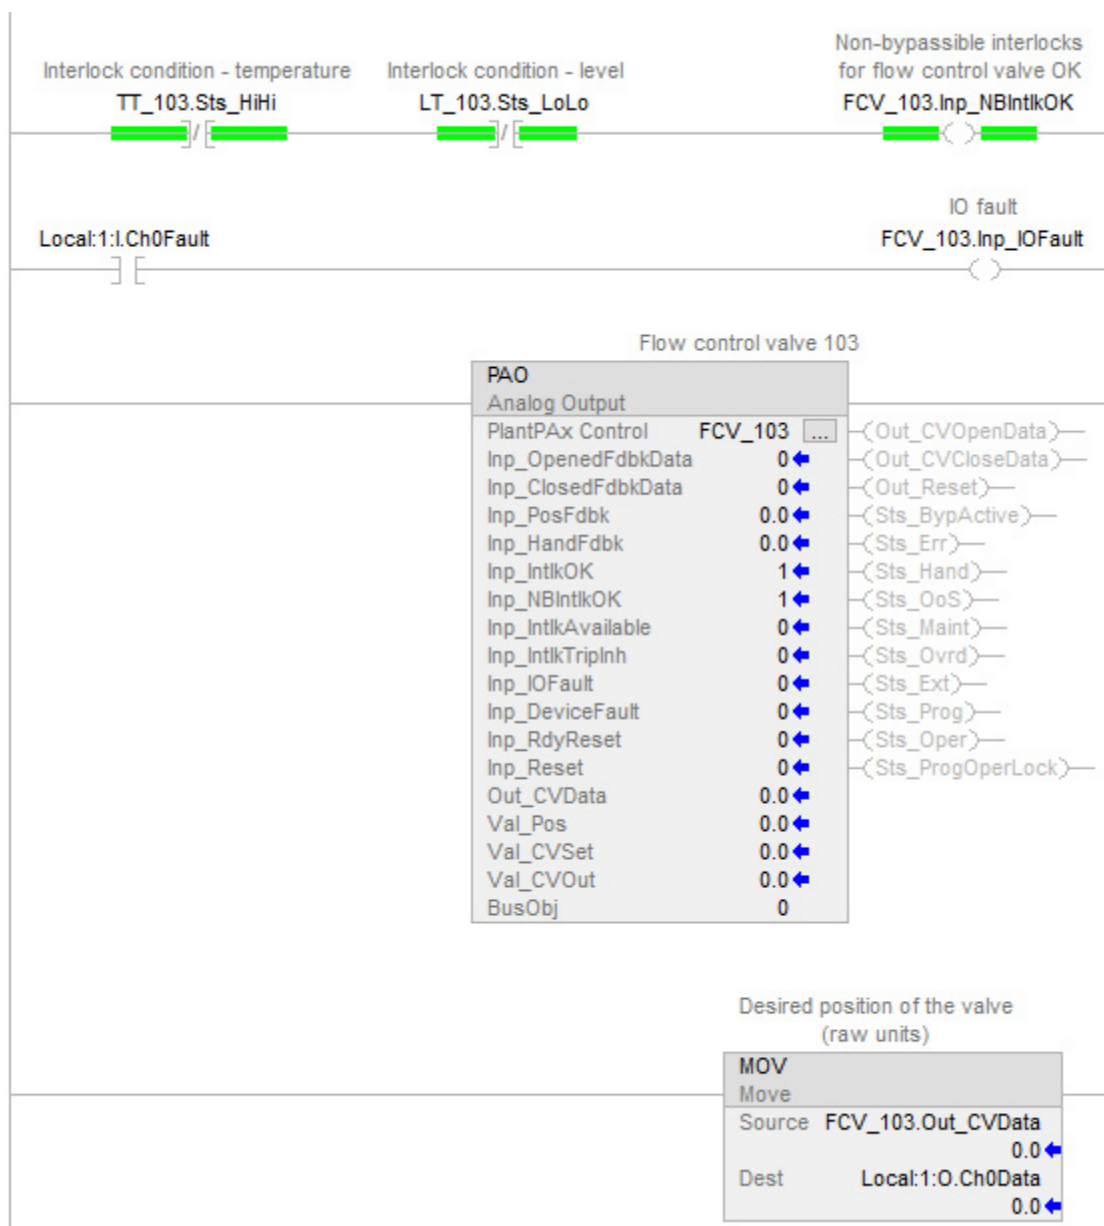 Non-bypassible interlocks
Interlock condition - temperature Interlock condition - level for flow control valve OK
TT_103.Sts_HiHi LT_103.Sts_LoLo FCV_103.Inp_NBIntlkOK
IO fault
Local:1:I.Ch0Fault FCV_103.Inp_IOFault
Flow control valve 103
PAO
Analog Output
PlantPAx Control FCV_103 ... Out_CVOpenData
Inp_OpenedFdbkData 0 Out_CVCloseData
Inp_ClosedFdbkData 0 Out_Reset
Inp_PosFdbk 0.0 Sts_BypActive
Inp_HandFdbk 0.0 Sts_Err
Inp_IntlkOK 1 Sts_Hand
Inp_NBIntlkOK 1 Sts_OoS
Inp_IntlkAvailable 0 Sts_Maint
Inp_IntlkTripInh 0 Sts_Ovrd
Inp_IOFault 0 Sts_Ext
Inp_DeviceFault 0 Sts_Prog
Inp_RdyReset 0 Sts_Oper
Inp_Reset 0 Sts_ProgOperLock
Out_CVData 0.0
Val_Pos 0.0
Val_CVSet 0.0
Val_CVOut 0.0
BusObj 0
Desired position of the valve
(raw units)
MOV
Move
Source FCV_103.Out_CVData
0.0
Dest Local:1:O.Ch0Data
0.0